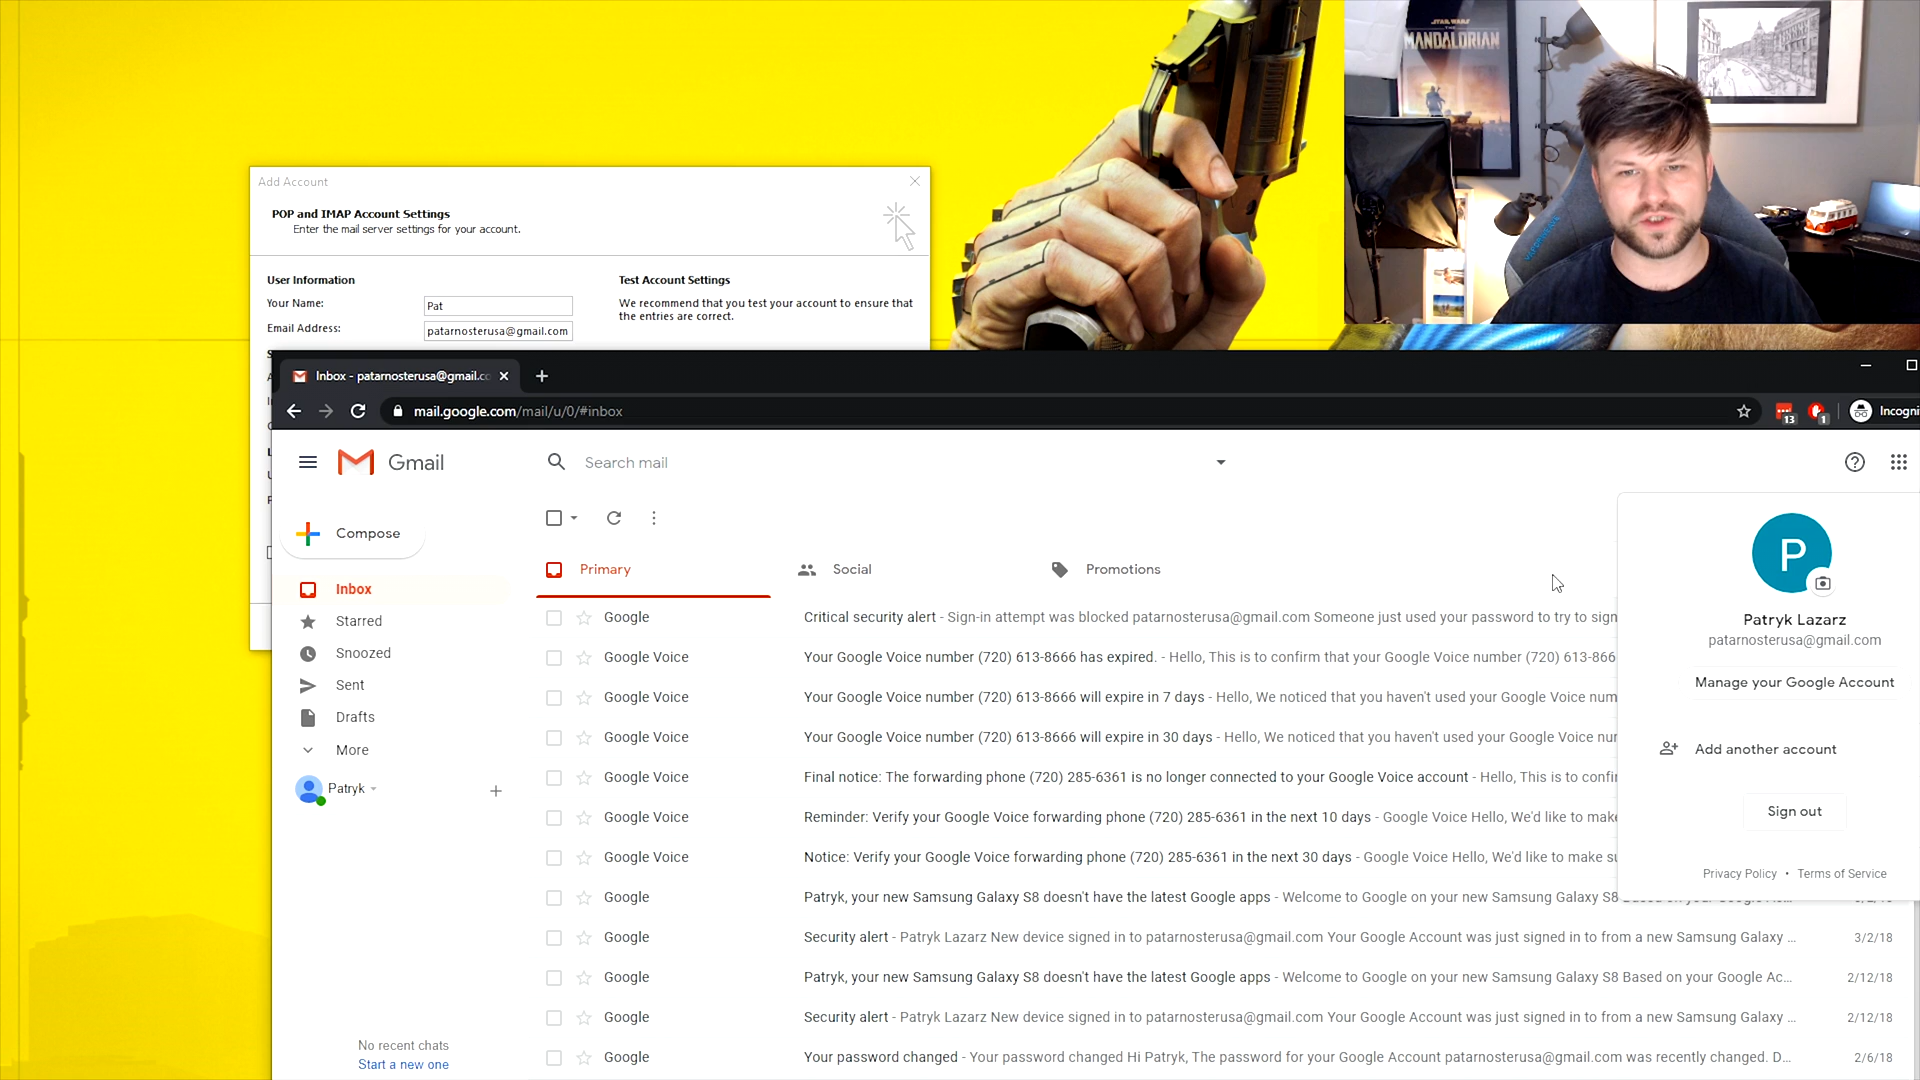 STAR WARS
THE
MANDALORIAN
Add Account
POP and IMAP Account Settings
Enter the mail server settings for your account.
User Information
Test Account Settings
Your Name:
Pat
We recommend that you test your account to ensure that
the entries are correct.
Email Address:
patarnosterusa@gmail.com
Inbox - patarnosterusa@gmail.co
mail.google.com/mail/u/0/#inbox
13
1
Incogni
Gmail
Search mail
Compose
Primary
Social
Promotions
P
Patryk Lazarz
patarnosterusa@gmail.com
Manage your Google Account
Add another account
Sign out
Privacy Policy • Terms of Service
Inbox
Starred
Snoozed
Sent
Drafts
More
Patryk
Google Critical security alert - Sign-in attempt was blocked patarnosterusa@gmail.com Someone just used your password to try to sign
Google Voice Your Google Voice number (720) 613-8666 has expired. - Hello, This is to confirm that your Google Voice number (720) 613-866
Google Voice Your Google Voice number (720) 613-8666 will expire in 7 days - Hello, We noticed that you haven't used your Google Voice num
Google Voice Your Google Voice number (720) 613-8666 will expire in 30 days - Hello, We noticed that you haven't used your Google Voice nu
Google Voice Final notice: The forwarding phone (720) 285-6361 is no longer connected to your Google Voice account - Hello, This is to confi
Google Voice Reminder: Verify your Google Voice forwarding phone (720) 285-6361 in the next 10 days - Google Voice Hello, We'd like to make
Google Voice Notice: Verify your Google Voice forwarding phone (720) 285-6361 in the next 30 days - Google Voice Hello, We'd like to make su
Google Patryk, your new Samsung Galaxy S8 doesn't have the latest Google apps - Welcome to Google on your new Samsung Galaxy S8
Google Security alert - Patryk Lazarz New device signed in to patarnosterusa@gmail.com Your Google Account was just signed in to from a new Samsung Galaxy ... 3/2/18
Google Patryk, your new Samsung Galaxy S8 doesn't have the latest Google apps - Welcome to Google on your new Samsung Galaxy S8 Based on your Google Ac... 2/12/18
Google Security alert - Patryk Lazarz New device signed in to patarnosterusa@gmail.com Your Google Account was just signed in to from a new Samsung Galaxy ... 2/12/18
Google Your password changed - Your password changed Hi Patryk, The password for your Google Account patarnosterusa@gmail.com was recently changed. D... 2/6/18
No recent chats
Start a new one